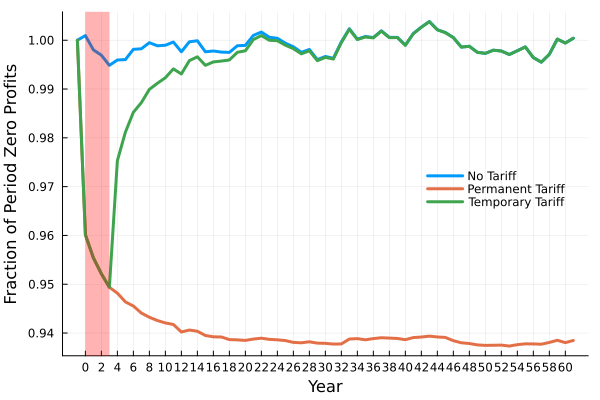 Fraction of Period Zero Profits
1.00
0.99
0.98
0.97
0.96
0.95
0.94
No Tariff
Permanent Tariff
Temporary Tariff
0 2 4 6 8 10 12 14 16 18 20 22 24 26 28 30 32 34 36 38 40 42 44 46 48 50 52 54 56 58 60
Year